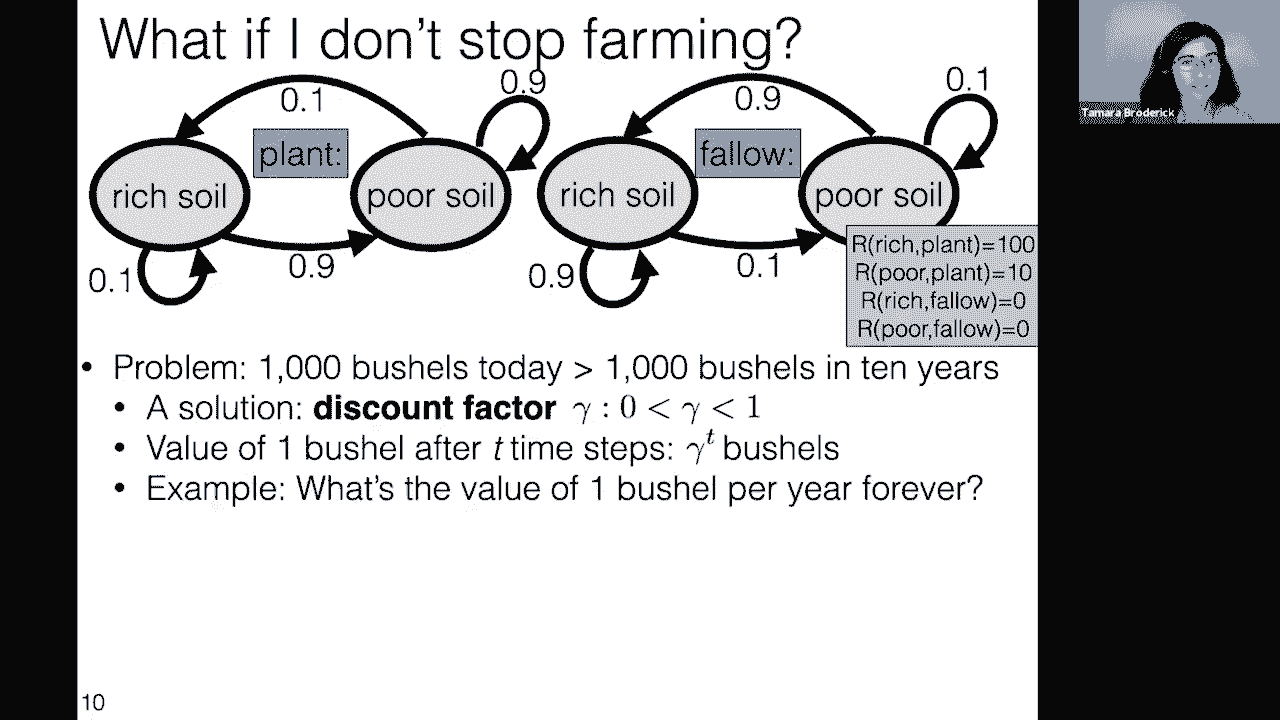 What if I don't stop farming?
0.1
0.9
plant:
rich soil
poor soil
0.1
0.9
0.9
0.1
fallow:
rich soil
poor soil
0.9
0.1
R(rich,plant)=100
R(poor,plant)=10
R(rich,fallow)=0
R(poor,fallow)=0
• Problem: 1,000 bushels today > 1,000 bushels in ten years
• A solution: discount factor γ : 0 < γ < 1
• Value of 1 bushel after t time steps: γᵗ bushels
• Example: What's the value of 1 bushel per year forever?
10
Tamara Broderick